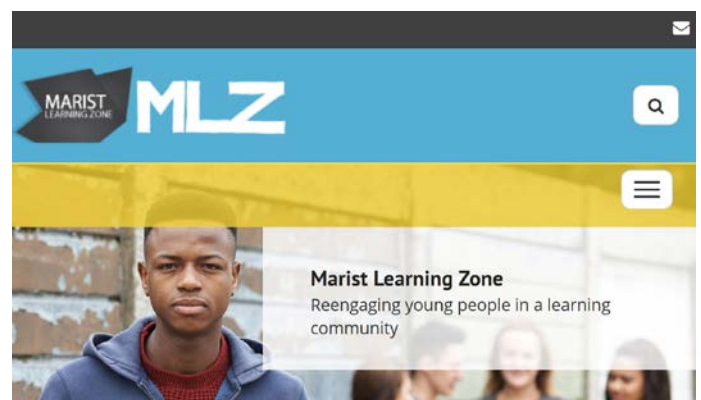 MARIST
LEARNING ZONE
MLZ
Marist Learning Zone
Reengaging young people in a learning
community